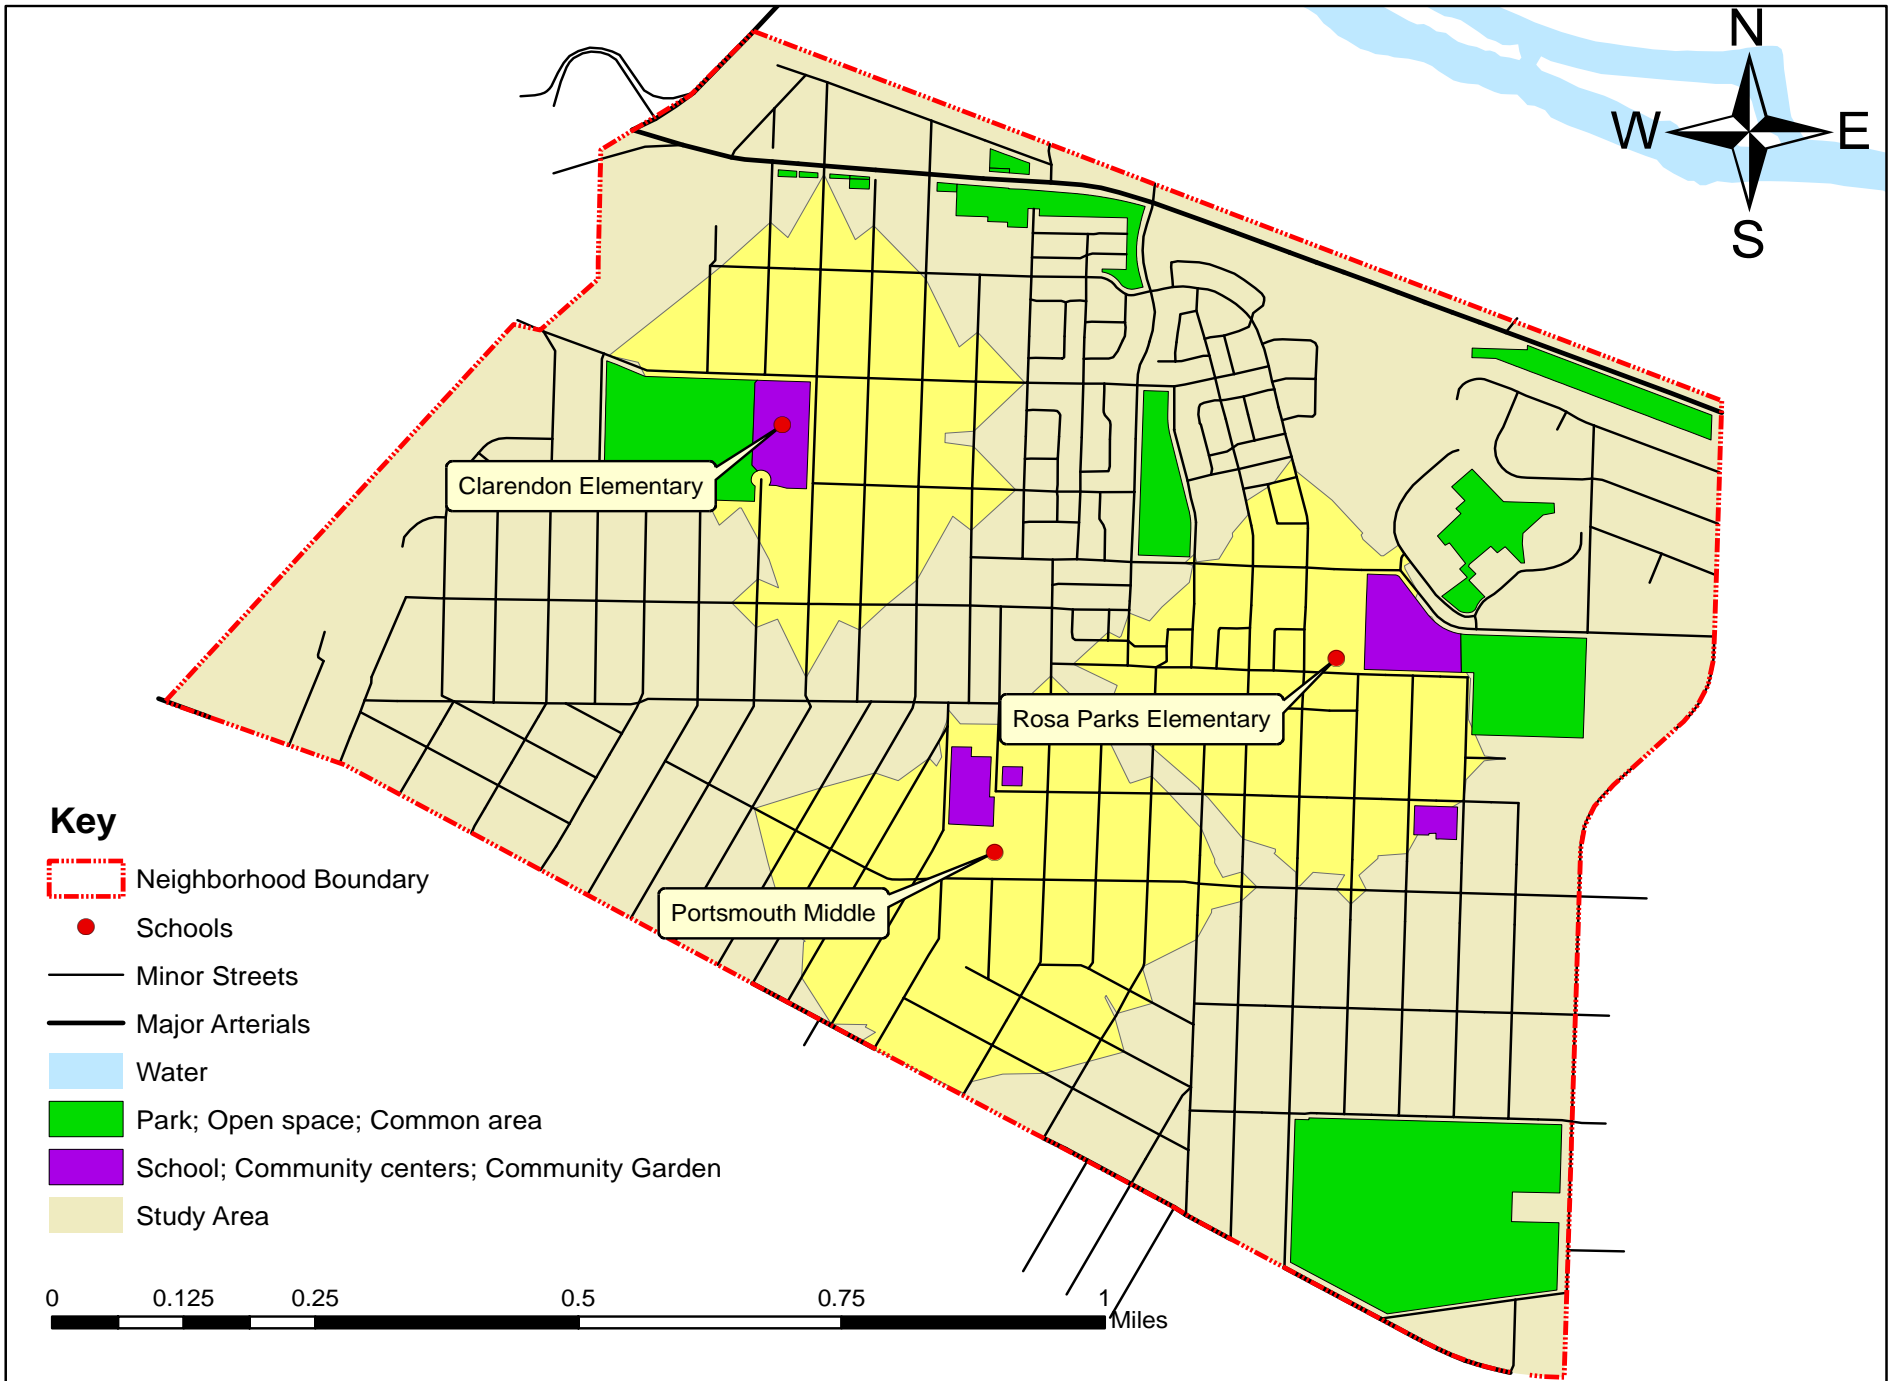 N
W
E
S
Clarendon Elementary
Rosa Parks Elementary
Portsmouth Middle
Key
Neighborhood Boundary
Schools
Minor Streets
Major Arterials
Water
Park; Open space; Common area
School; Community centers; Community Garden
Study Area
0 0.125 0.25 0.5 0.75 1
Miles